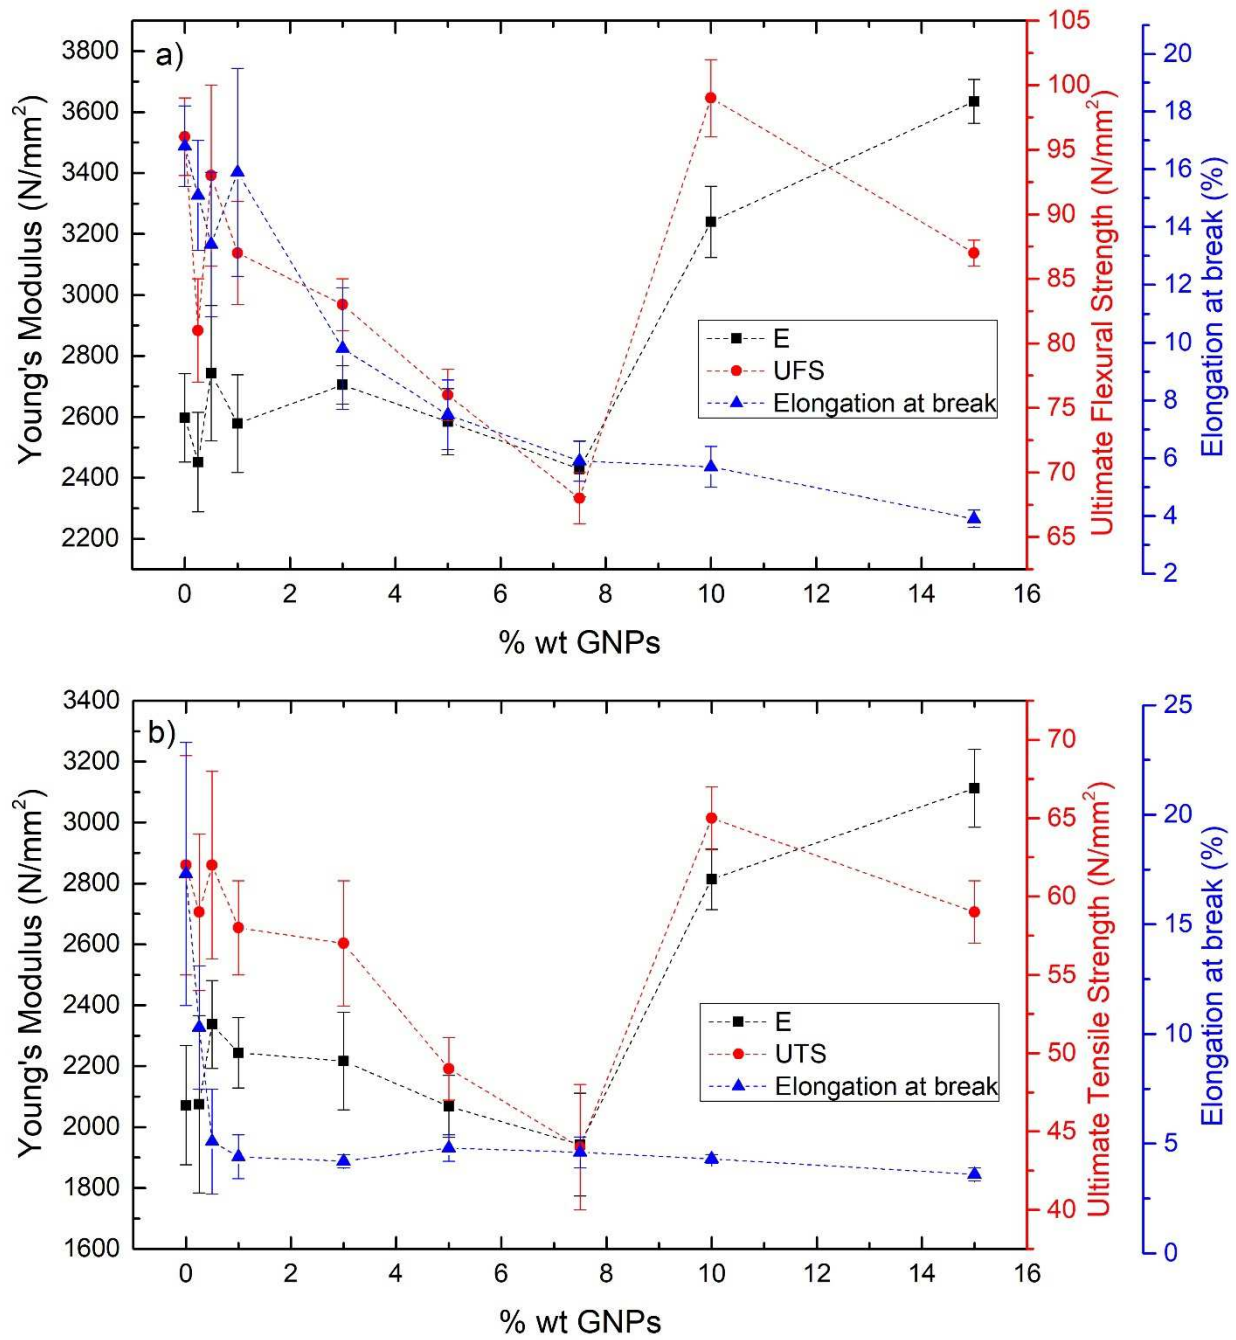 a)
Young's Modulus (N/mm²)
3800
3600
3400
3200
3000
2800
2600
2400
2200
105
100
95
90
85
80
75
70
65
Ultimate Flexural Strength (N/mm²)
20
18
16
14
12
10
8
6
4
2
Elongation at break (%)
E
UFS
Elongation at break
0 2 4 6 8 10 12 14 16
% wt GNPs
b)
Young's Modulus (N/mm²)
3400
3200
3000
2800
2600
2400
2200
2000
1800
1600
70
65
60
55
50
45
40
Ultimate Tensile Strength (N/mm²)
25
20
15
10
5
0
Elongation at break (%)
E
UTS
Elongation at break
0 2 4 6 8 10 12 14 16
% wt GNPs